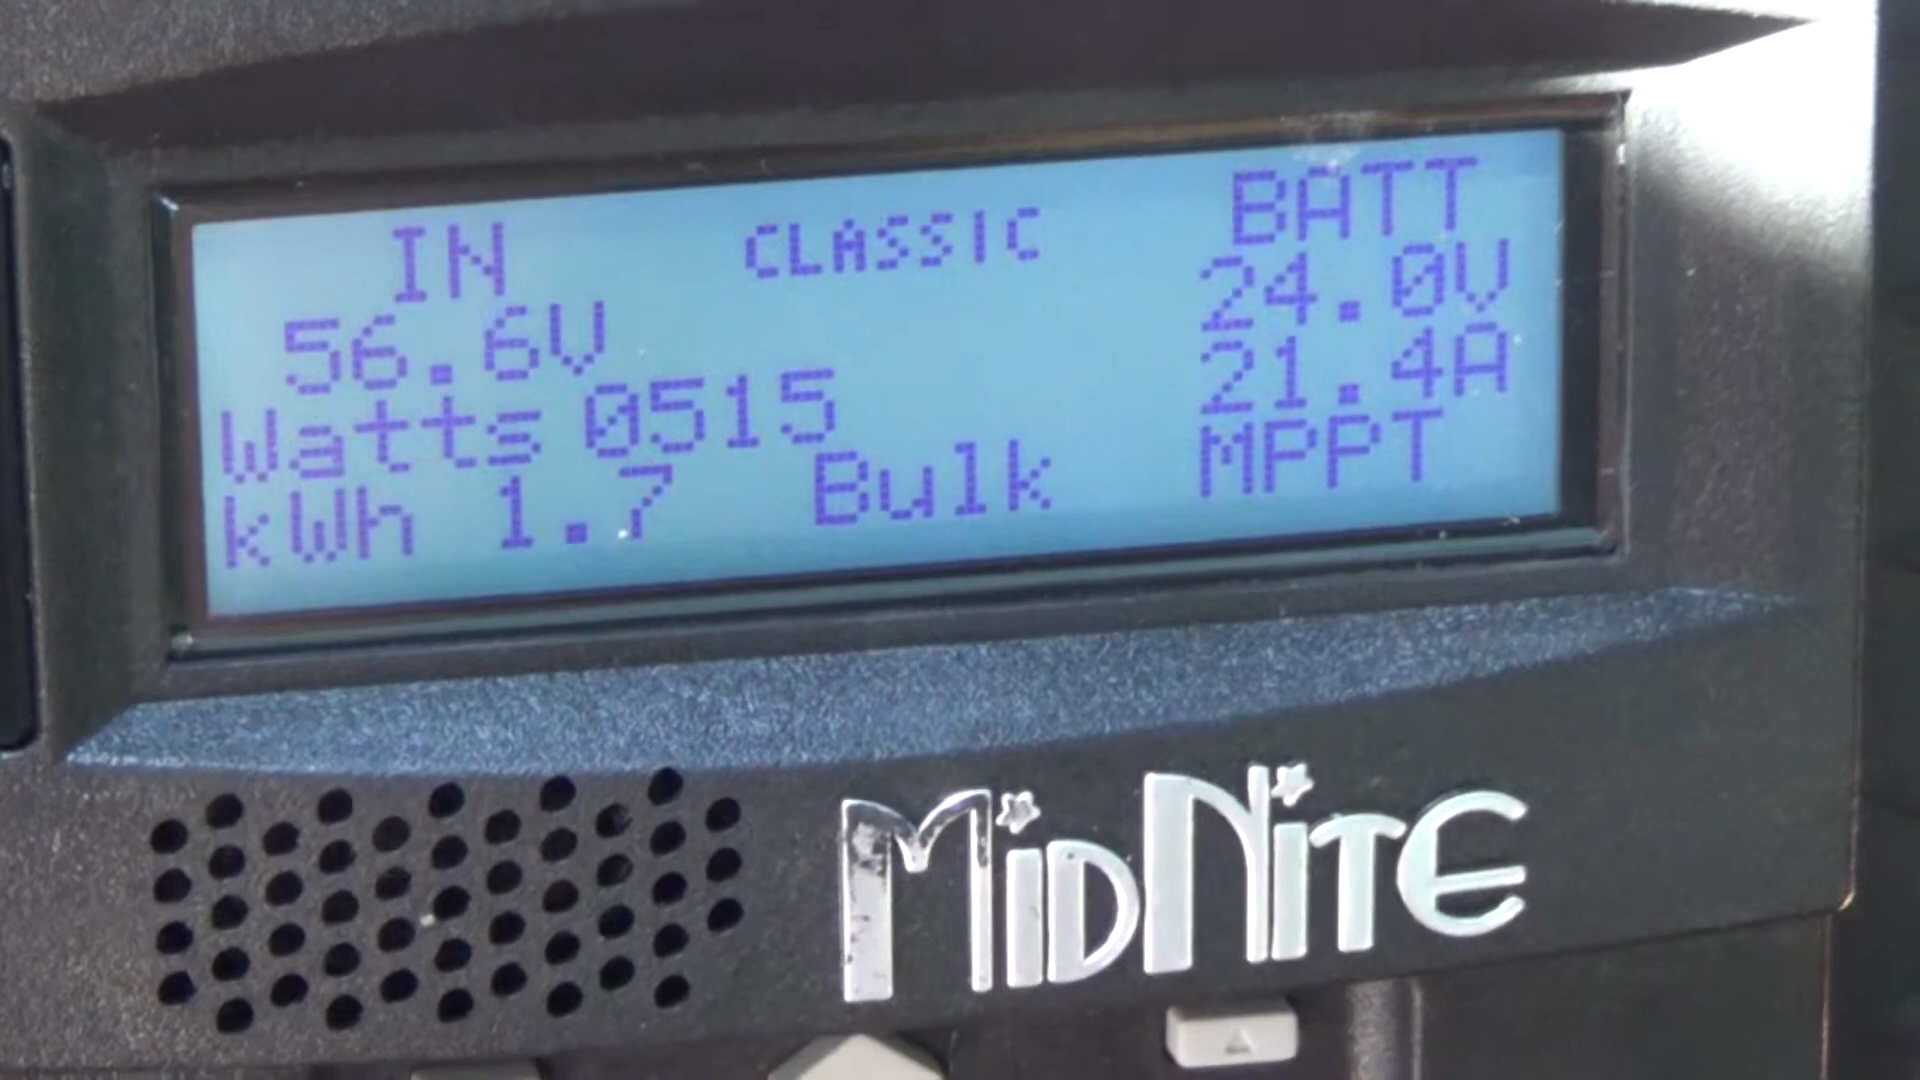 IN CLASSIC BATT
56.6V 24.0V
Watts 0515 21.4A
kWh 1.7 Bulk MPPT
MIDNITE